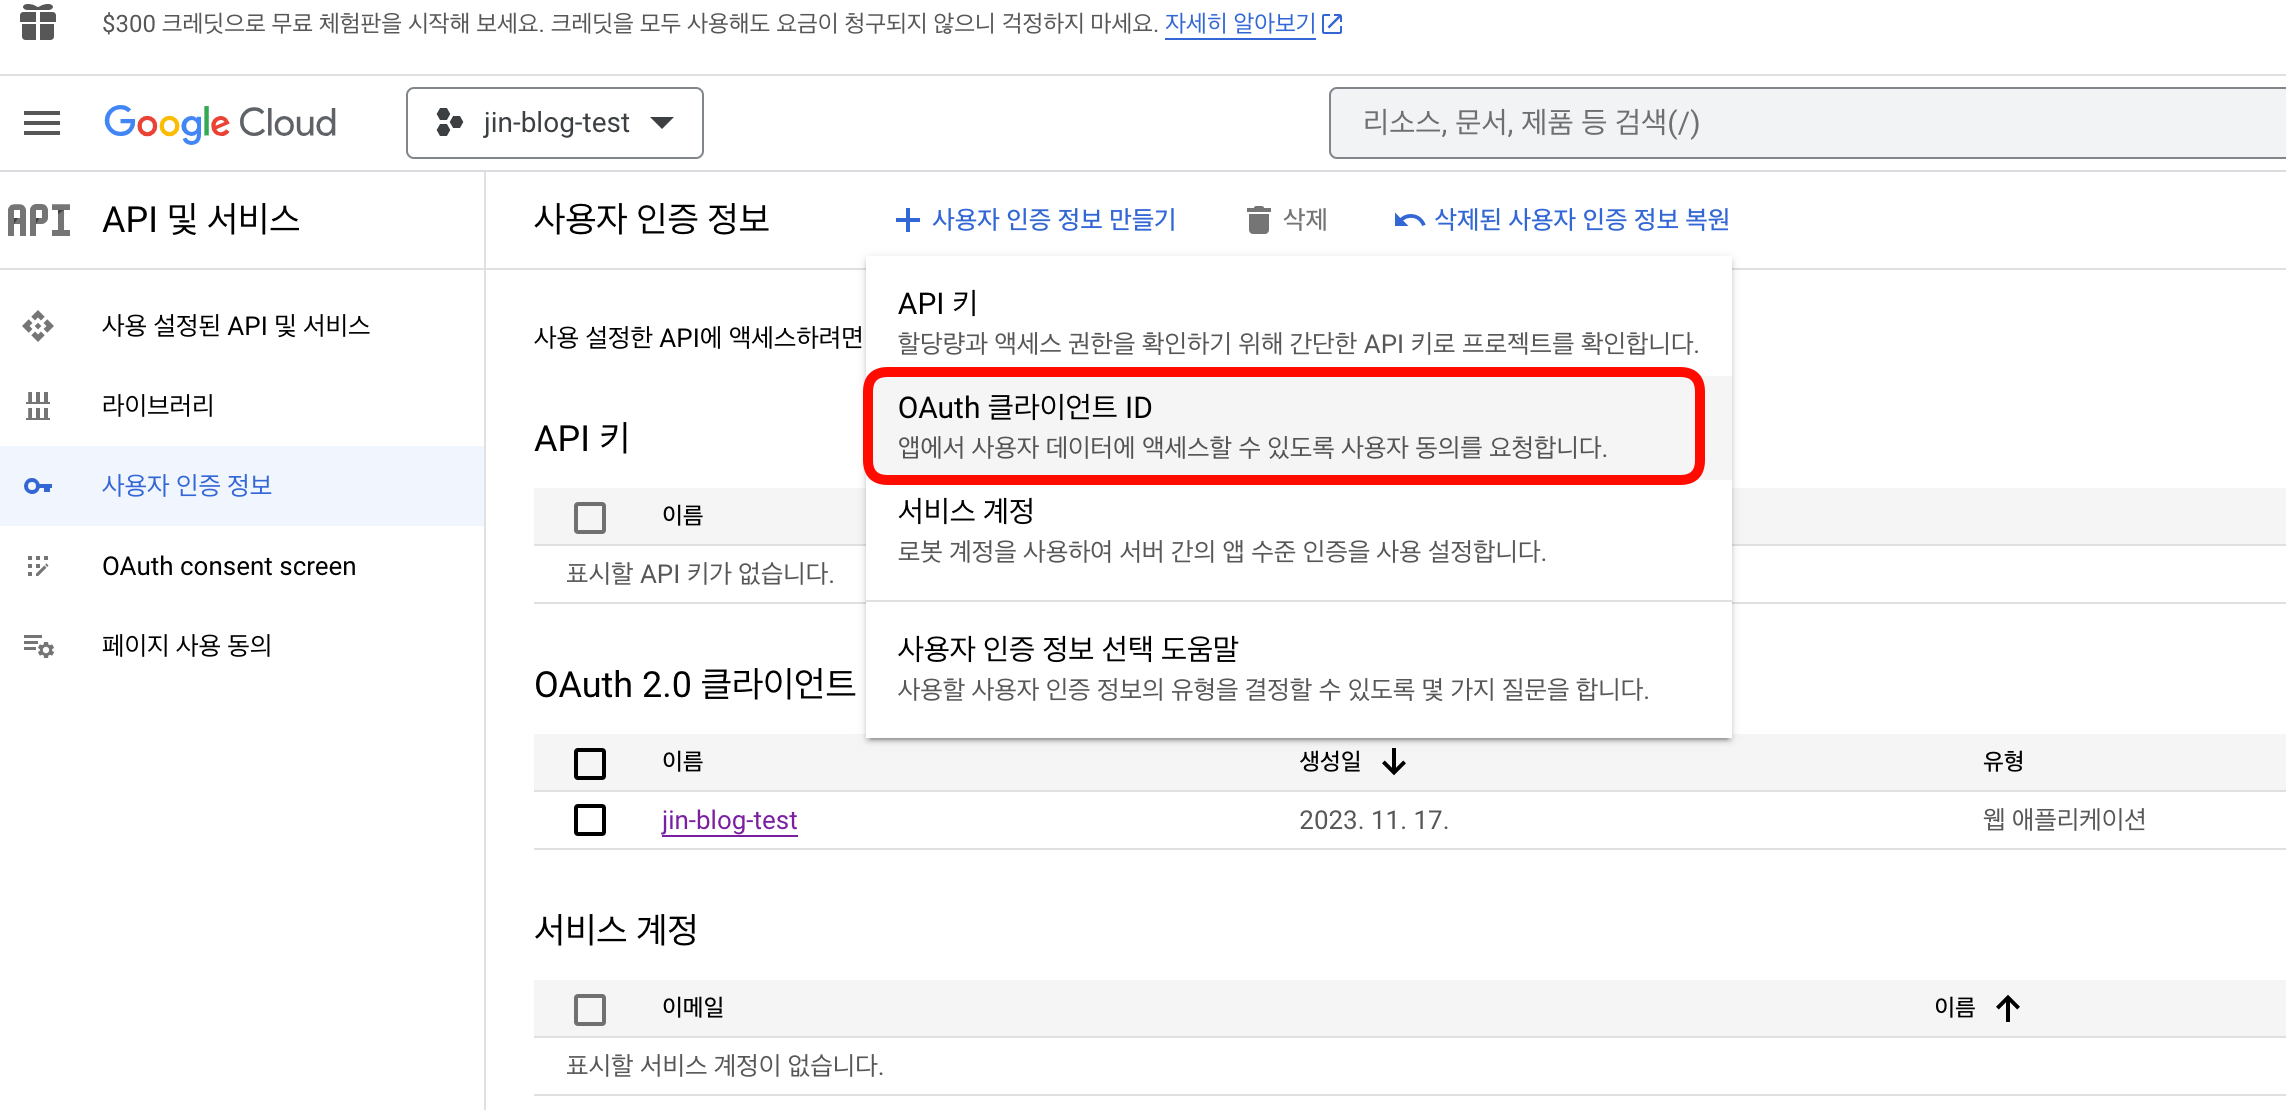 $300 크레딧으로 무료 체험판을 시작해 보세요. 크레딧을 모두 사용해도 요금이 청구되지 않으니 걱정하지 마세요. 자세히 알아보기
Google Cloud
jin-blog-test
리소스, 문서, 제품 등 검색(/)
API
API 및 서비스
사용 설정된 API 및 서비스
라이브러리
사용자 인증 정보
OAuth consent screen
페이지 사용 동의
사용자 인증 정보
사용자 인증 정보 만들기
삭제
삭제된 사용자 인증 정보 복원
사용 설정한 API에 액세스하려면
API 키
할당량과 액세스 권한을 확인하기 위해 간단한 API 키로 프로젝트를 확인합니다.
OAuth 클라이언트 ID
앱에서 사용자 데이터에 액세스할 수 있도록 사용자 동의를 요청합니다.
서비스 계정
로봇 계정을 사용하여 서버 간의 앱 수준 인증을 사용 설정합니다.
사용자 인증 정보 선택 도움말
사용할 사용자 인증 정보의 유형을 결정할 수 있도록 몇 가지 질문을 합니다.
API 키
이름
표시할 API 키가 없습니다.
OAuth 2.0 클라이언트
이름
생성일
유형
jin-blog-test
2023. 11. 17.
웹 애플리케이션
서비스 계정
이메일
이름
표시할 서비스 계정이 없습니다.